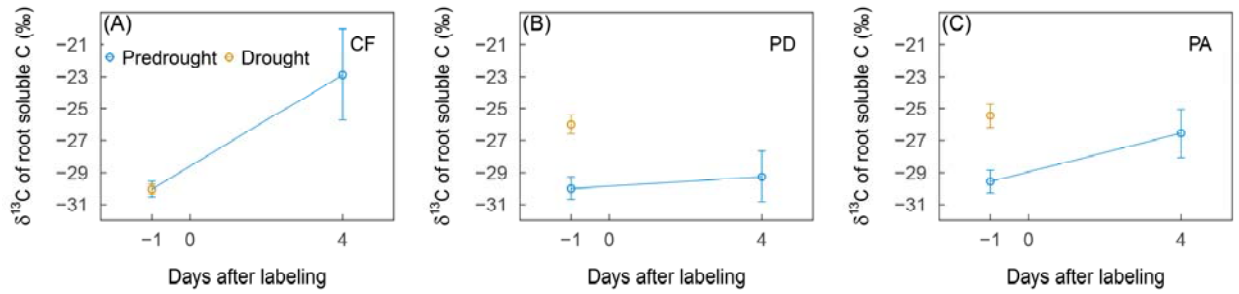 (A)
CF
Predrought Drought
δ¹³C of root soluble C (‰)
−21
−23
−25
−27
−29
−31
−1 0 4
Days after labeling
(B)
PD
δ¹³C of root soluble C (‰)
−21
−23
−25
−27
−29
−31
−1 0 4
Days after labeling
(C)
PA
δ¹³C of root soluble C (‰)
−21
−23
−25
−27
−29
−31
−1 0 4
Days after labeling